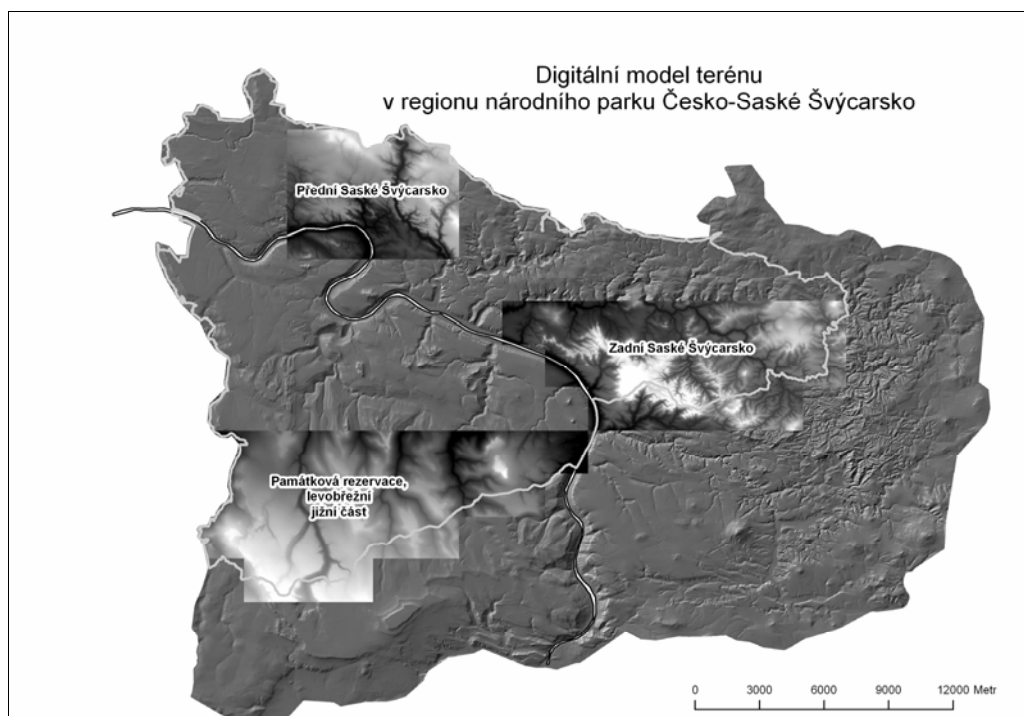 Digitální model terénu
v regionu národního parku Česko-Saské Švýcarsko
Přední Saské Švýcarsko
Zadní Saské Švýcarsko
Památková rezervace,
levobřežní
jižní část
0 3000 6000 9000 12000 Metr